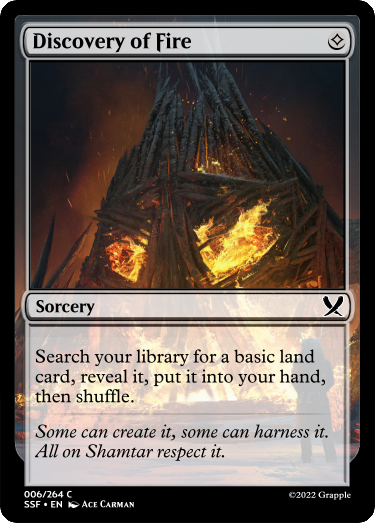 Discovery of Fire
Sorcery
Search your library for a basic land
card, reveal it, put it into your hand,
then shuffle.
Some can create it, some can harness it.
All on Shamtar respect it.
006/264 C
SSF • EN Ace Carman
©2022 Grapple